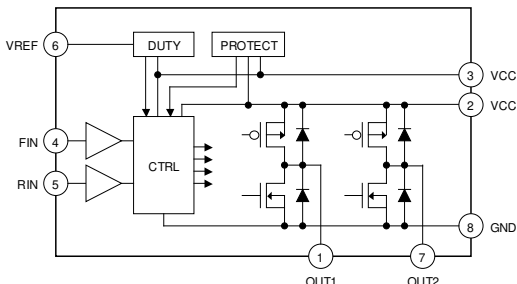 VREF 6 DUTY PROTECT
3 VCC
2 VCC
FIN 4
CTRL
RIN 5
8 GND
1 7
OUT1 OUT2